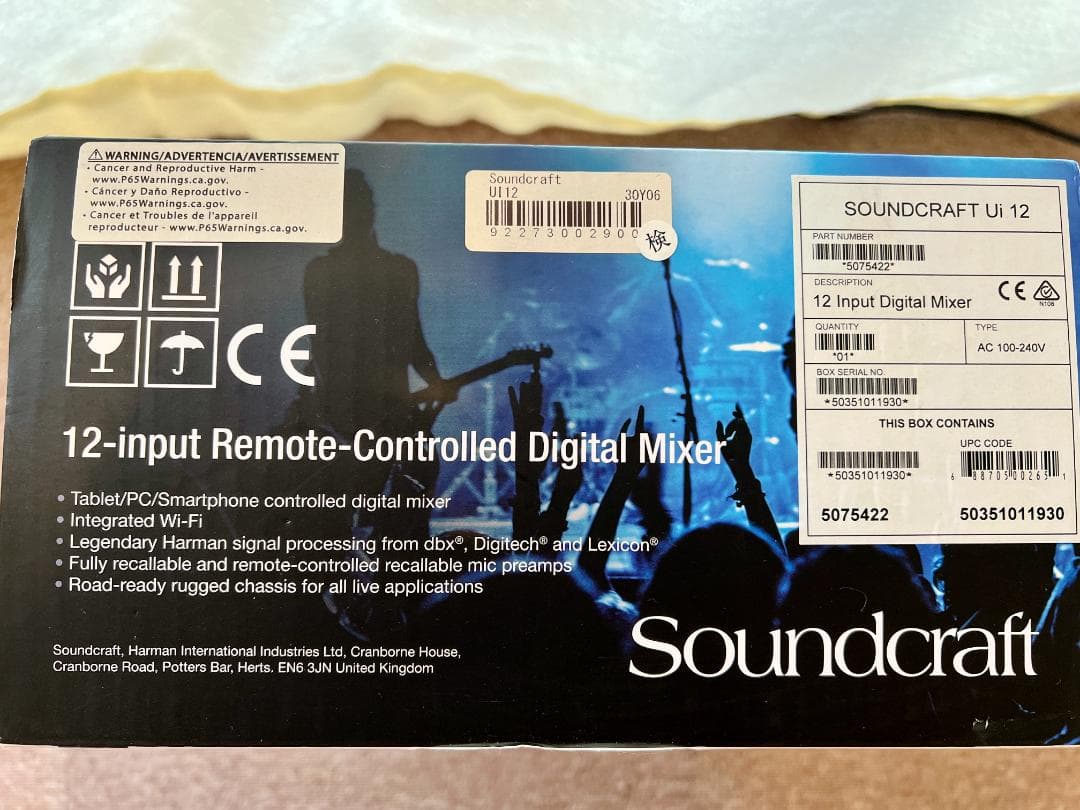 ⚠ WARNING/ADVERTENCIA/AVERTISSEMENT
• Cancer and Reproductive Harm -
www.P65Warnings.ca.gov.
• Cáncer y Daño Reproductivo -
www.P65Warnings.ca.gov.
• Cancer et Troubles de l'appareil
reproducteur - www.P65Warnings.ca.gov.
CE
Soundcraft
UI12 30Y06
92273002900
検
SOUNDCRAFT Ui 12
PART NUMBER
*5075422*
DESCRIPTION
12 Input Digital Mixer
CE
N108
QUANTITY
*01*
TYPE
AC 100-240V
BOX SERIAL NO.
*50351011930*
THIS BOX CONTAINS
UPC CODE
*50351011930*
6 88705 00265 1
5075422 50351011930
12-input Remote-Controlled Digital Mixer
• Tablet/PC/Smartphone controlled digital mixer
• Integrated Wi-Fi
• Legendary Harman signal processing from dbx®, Digitech® and Lexicon®
• Fully recallable and remote-controlled recallable mic preamps
• Road-ready rugged chassis for all live applications
Soundcraft, Harman International Industries Ltd, Cranborne House,
Cranborne Road, Potters Bar, Herts. EN6 3JN United Kingdom
Soundcraft